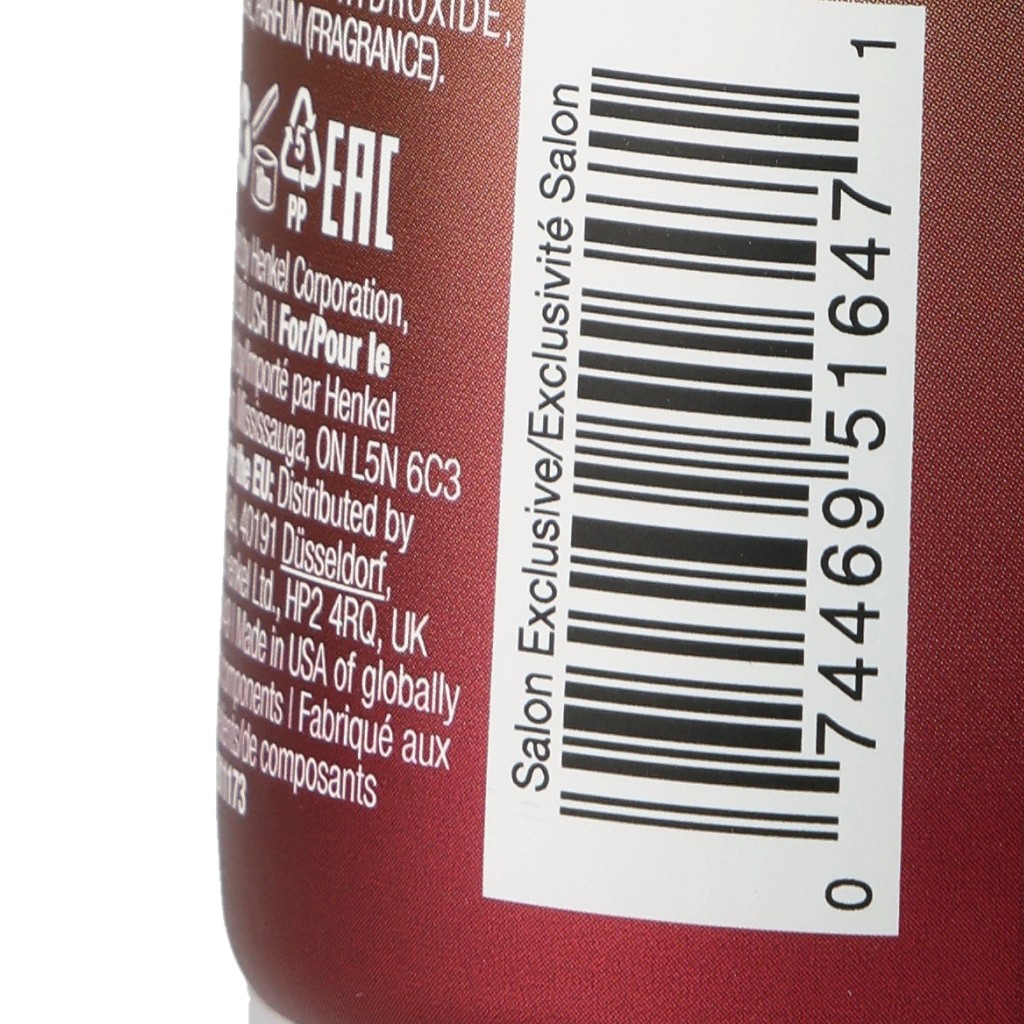 HYDROXIDE,
PARFUM (FRAGRANCE).
5
PP
EAC
by Henkel Corporation,
USA | For/Pour le
Importé par Henkel
Mississauga, ON L5N 6C3
the EU: Distributed by
40191 Düsseldorf,
Henkel Ltd., HP2 4RQ, UK
Made in USA of globally
components | Fabriqué aux
de composants
1173
Salon Exclusive/Exclusivité Salon
0 74469 51647 1